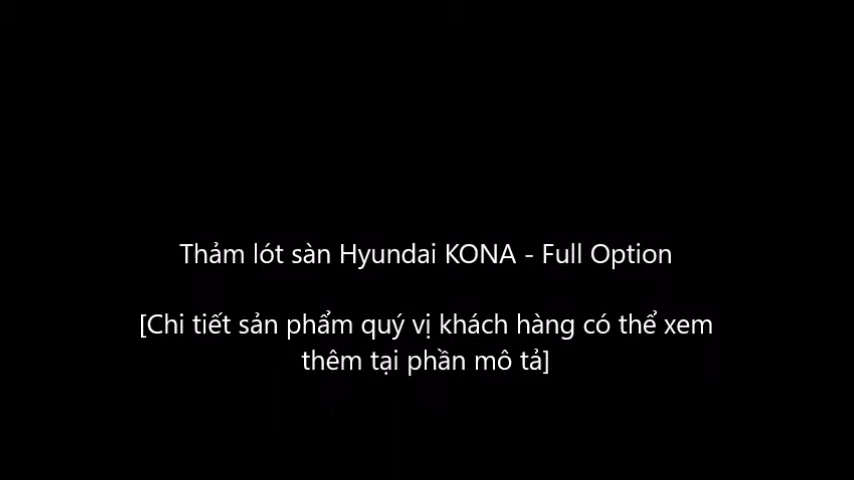 Thảm lót sàn Hyundai KONA - Full Option
[Chi tiết sản phẩm quý vị khách hàng có thể xem
thêm tại phần mô tả]